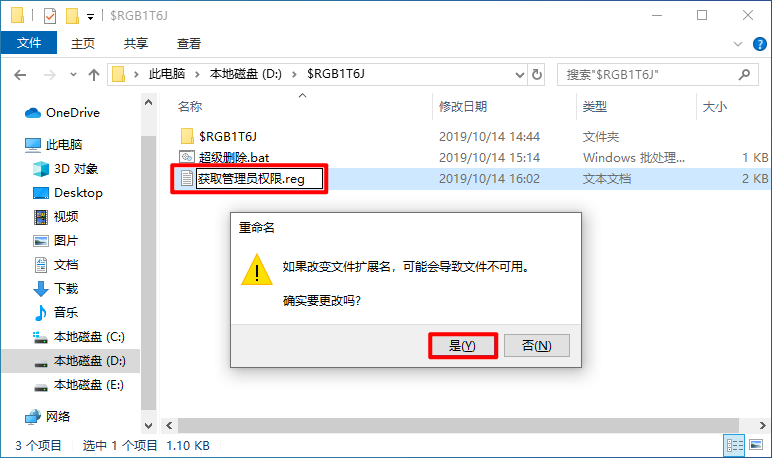 $RGB1T6J
文件 主页 共享 查看
此电脑 本地磁盘 (D:) $RGB1T6J 搜索"$RGB1T6J"
名称 修改日期 类型 大小
$RGB1T6J 2019/10/14 14:44 文件夹
超级删除.bat 2019/10/14 15:14 Windows 批处理... 1 KB
获取管理员权限.reg 2019/10/14 16:02 文本文档 2 KB
OneDrive
此电脑
3D 对象
Desktop
视频
图片
文档
下载
音乐
本地磁盘 (C:)
本地磁盘 (D:)
本地磁盘 (E:)
网络
重命名
如果改变文件扩展名，可能会导致文件不可用。
确实要更改吗?
是(Y) 否(N)
3 个项目 选中 1 个项目 1.10 KB